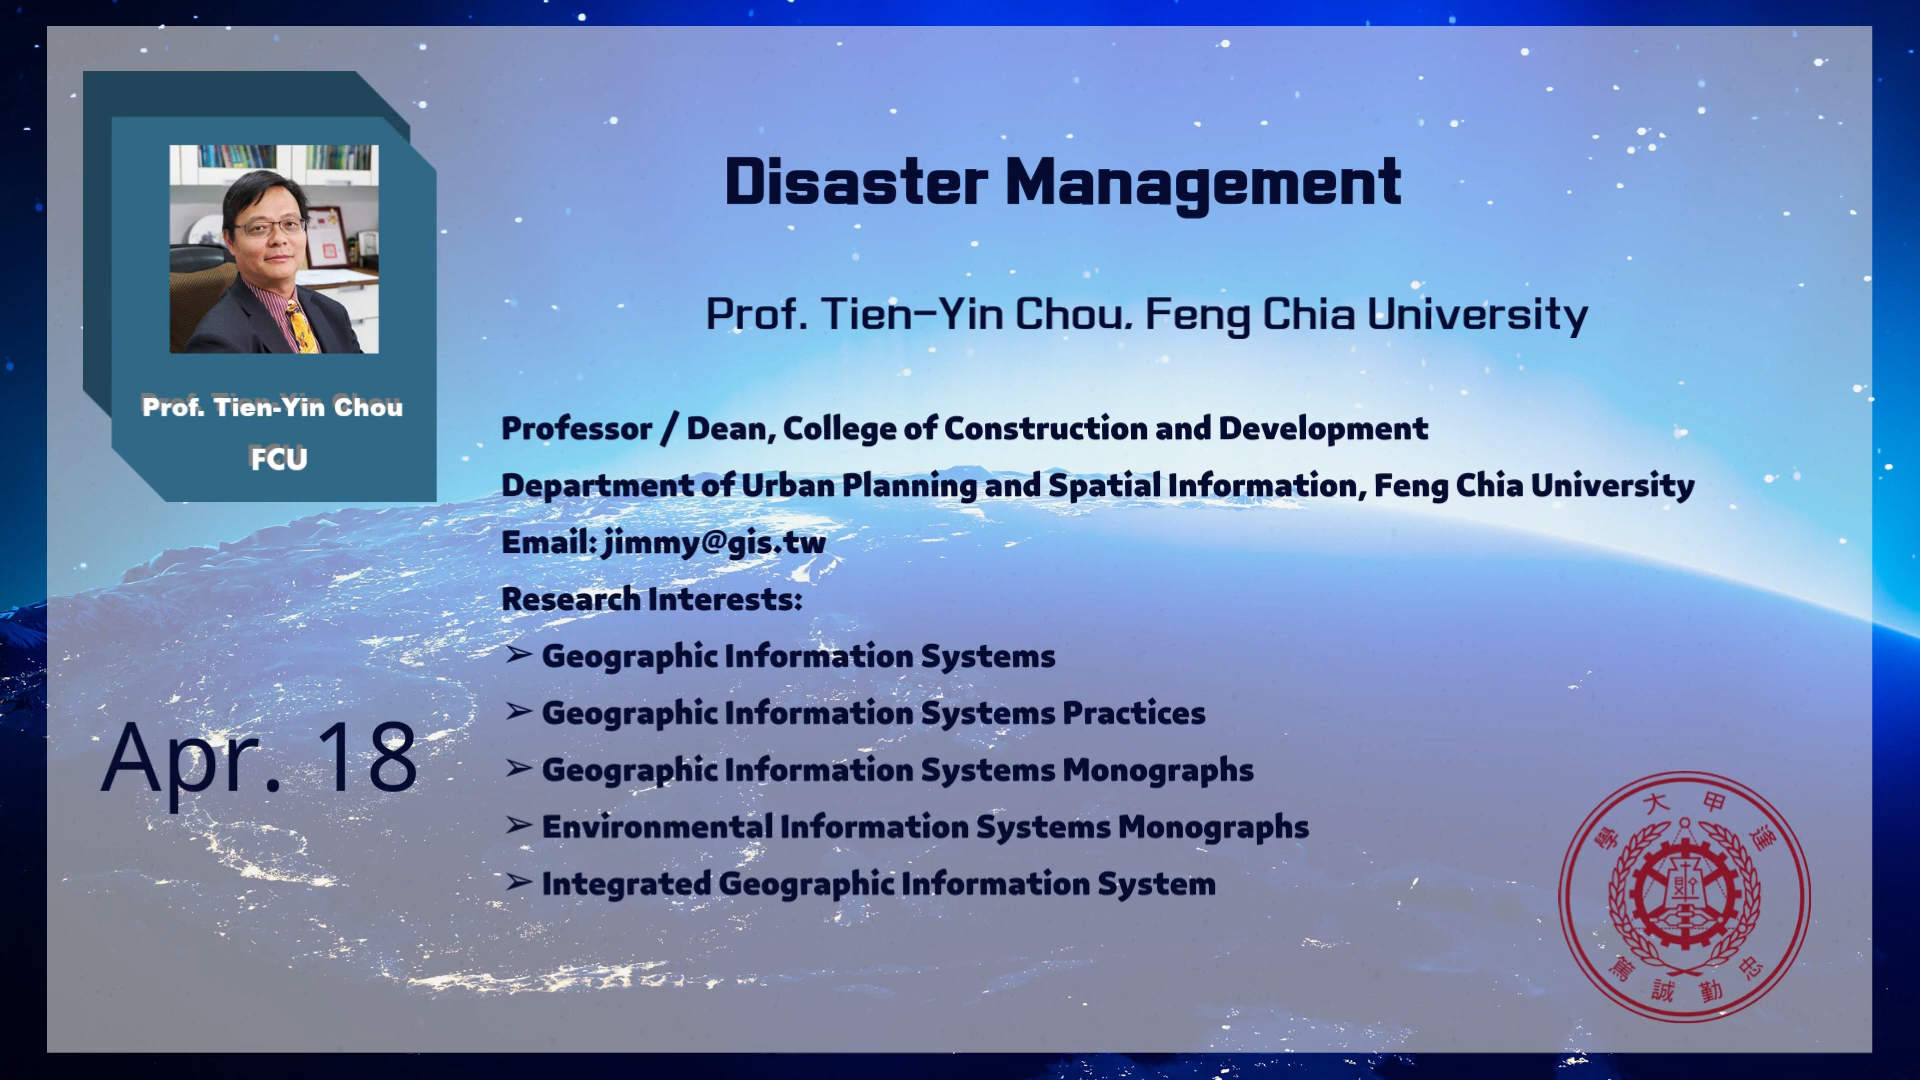 Disaster Management
Prof. Tien-Yin Chou, Feng Chia University
Prof. Tien-Yin Chou
FCU
Professor / Dean, College of Construction and Development
Department of Urban Planning and Spatial Information, Feng Chia University
Email: jimmy@gis.tw
Research Interests:
➢ Geographic Information Systems
➢ Geographic Information Systems Practices
➢ Geographic Information Systems Monographs
➢ Environmental Information Systems Monographs
➢ Integrated Geographic Information System
Apr. 18
逢甲大學
忠勤誠篤